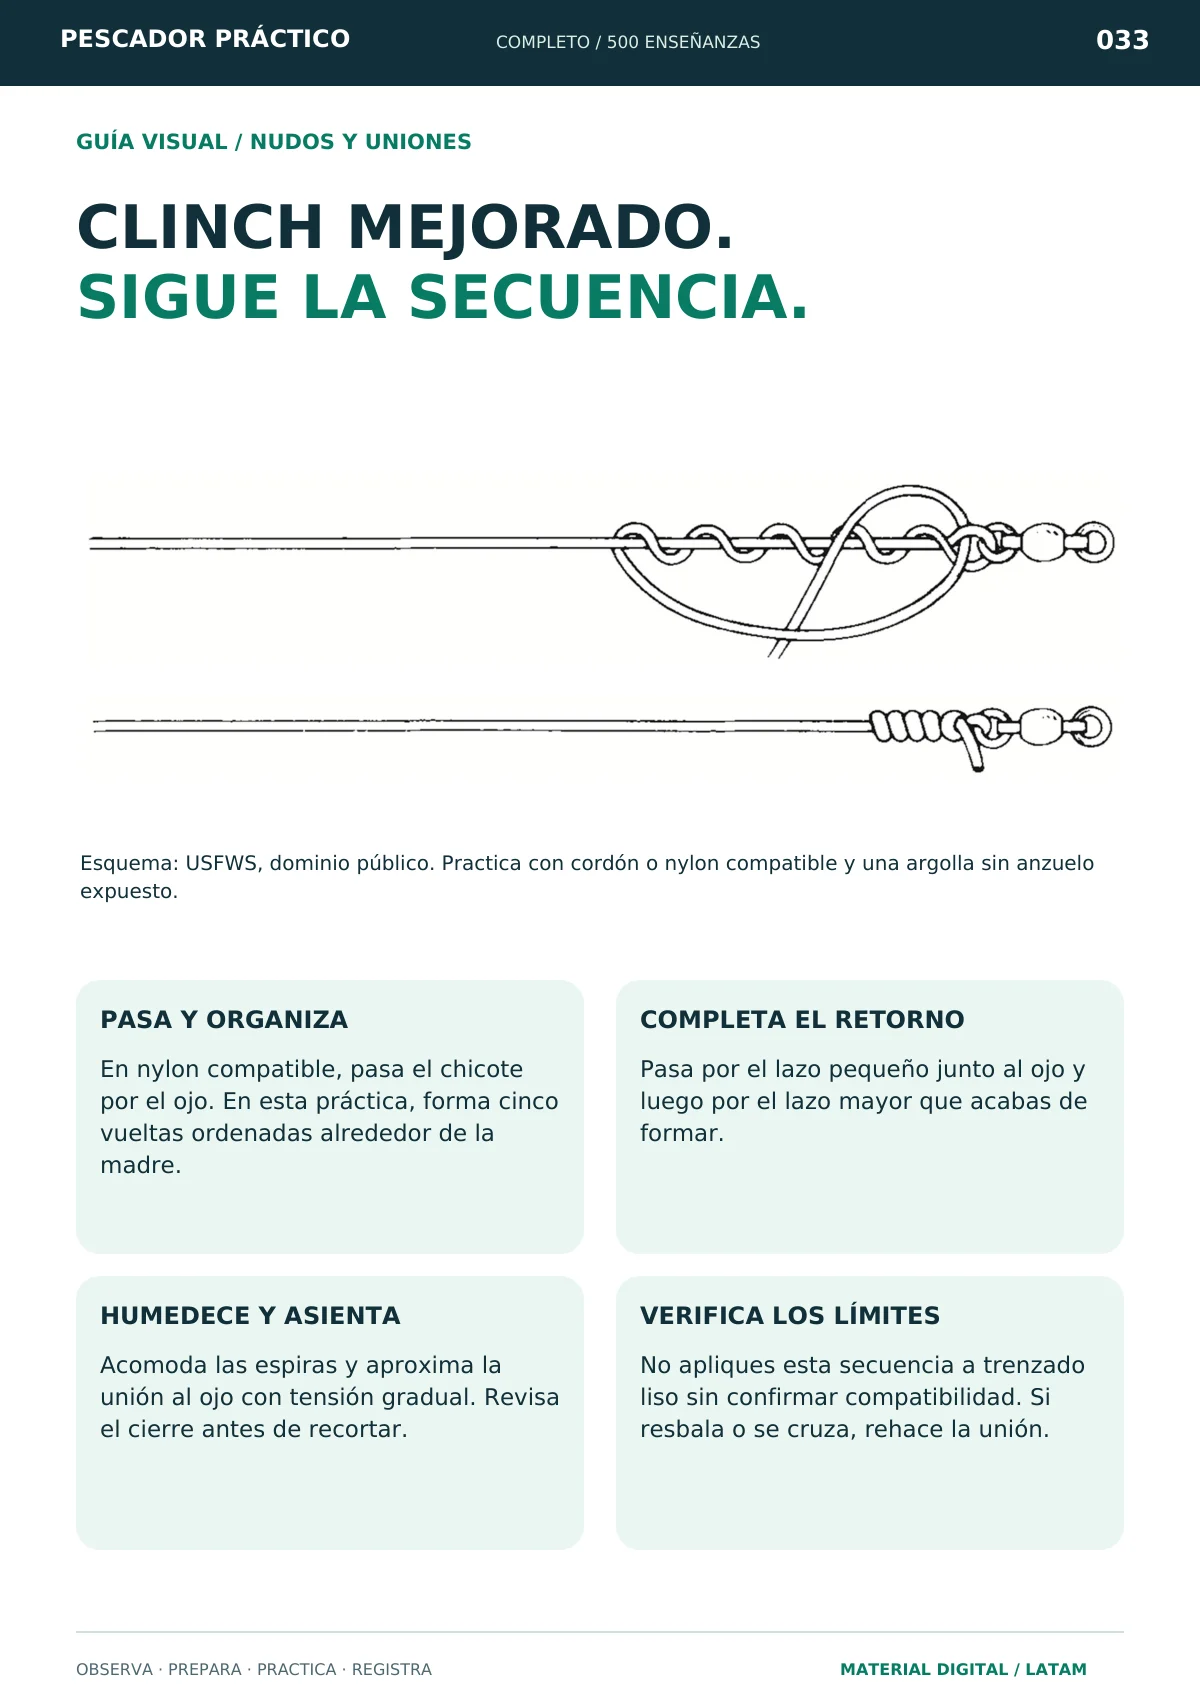 PESCADOR PRÁCTICO
COMPLETO / 500 ENSEÑANZAS
033
GUÍA VISUAL / NUDOS Y UNIONES
CLINCH MEJORADO.
SIGUE LA SECUENCIA.
Esquema: USFWS, dominio público. Practica con cordón o nylon compatible y una argolla sin anzuelo
expuesto.
PASA Y ORGANIZA
En nylon compatible, pasa el chicote
por el ojo. En esta práctica, forma cinco
vueltas ordenadas alrededor de la
madre.
COMPLETA EL RETORNO
Pasa por el lazo pequeño junto al ojo y
luego por el lazo mayor que acabas de
formar.
HUMEDECE Y ASIENTA
Acomoda las espiras y aproxima la
unión al ojo con tensión gradual. Revisa
el cierre antes de recortar.
VERIFICA LOS LÍMITES
No apliques esta secuencia a trenzado
liso sin confirmar compatibilidad. Si
resbala o se cruza, rehace la unión.
OBSERVA · PREPARA · PRACTICA · REGISTRA
MATERIAL DIGITAL / LATAM